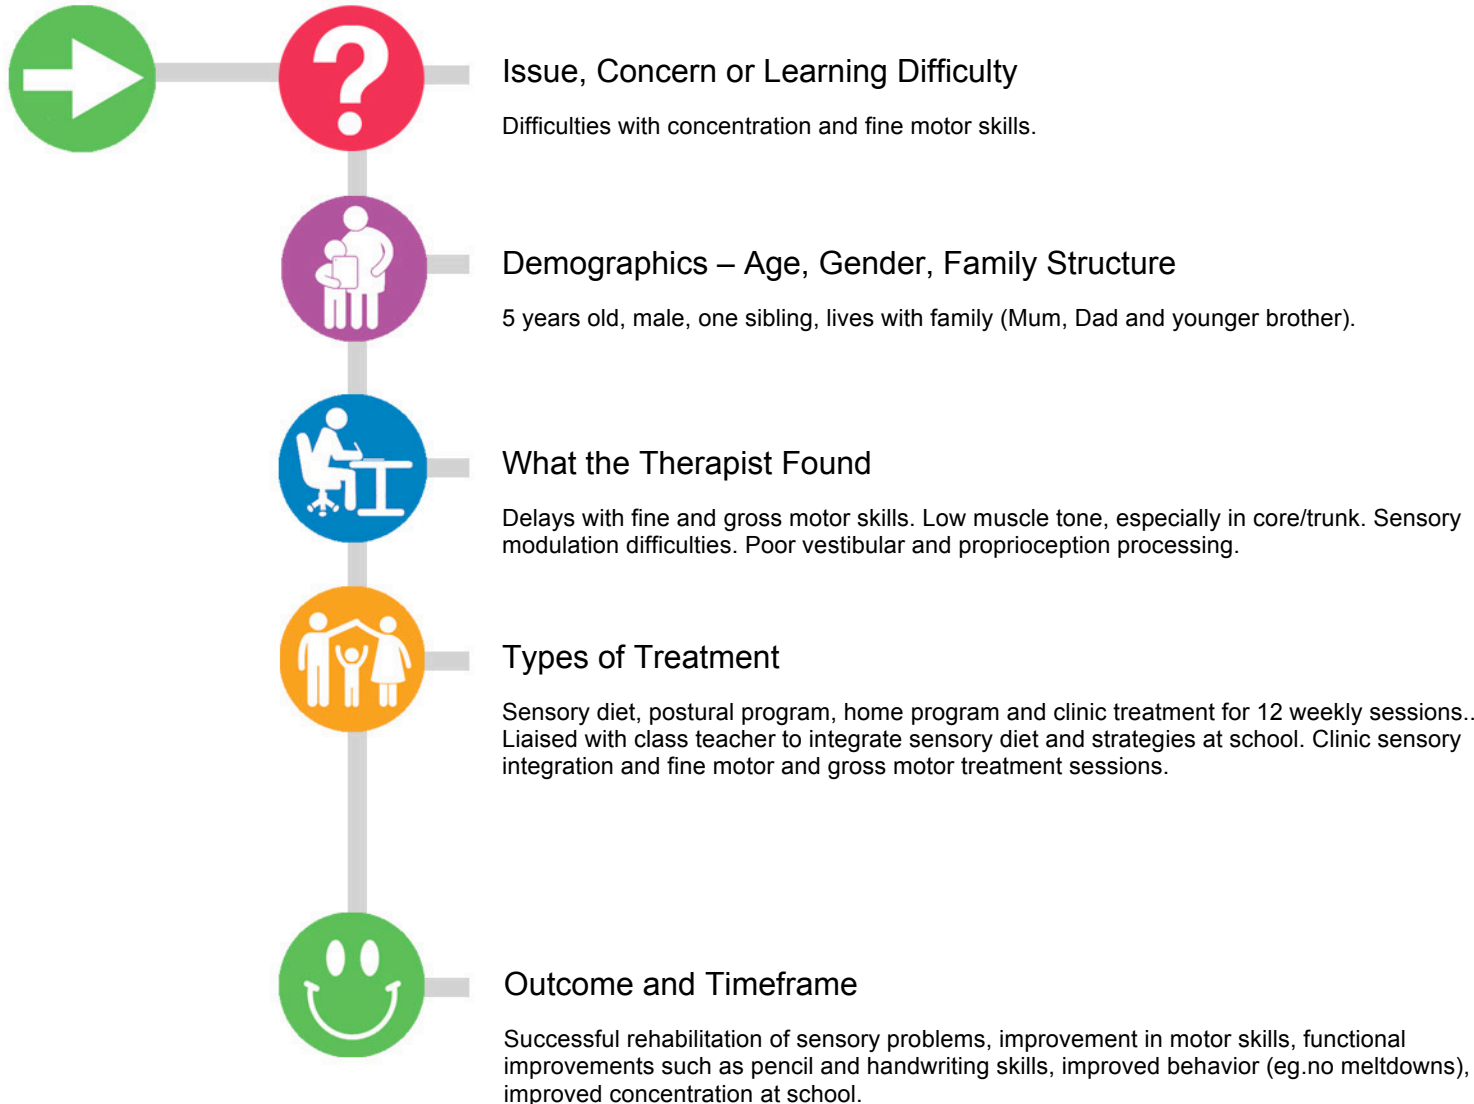 ?
Issue, Concern or Learning Difficulty
Difficulties with concentration and fine motor skills.
Demographics – Age, Gender, Family Structure
5 years old, male, one sibling, lives with family (Mum, Dad and younger brother).
What the Therapist Found
Delays with fine and gross motor skills. Low muscle tone, especially in core/trunk. Sensory
modulation difficulties. Poor vestibular and proprioception processing.
Types of Treatment
Sensory diet, postural program, home program and clinic treatment for 12 weekly sessions..
Liaised with class teacher to integrate sensory diet and strategies at school. Clinic sensory
integration and fine motor and gross motor treatment sessions.
Outcome and Timeframe
Successful rehabilitation of sensory problems, improvement in motor skills, functional
improvements such as pencil and handwriting skills, improved behavior (eg.no meltdowns),
improved concentration at school.